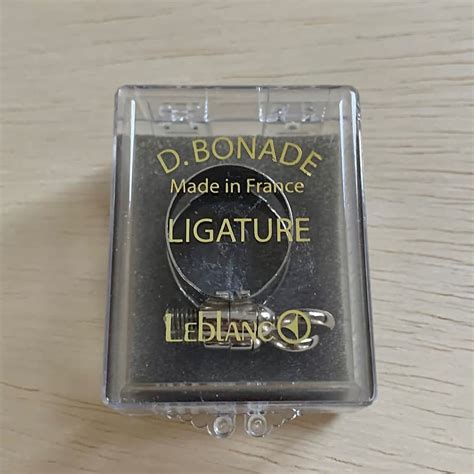 D. BONADE
Made in France
LIGATURE
Leblanc